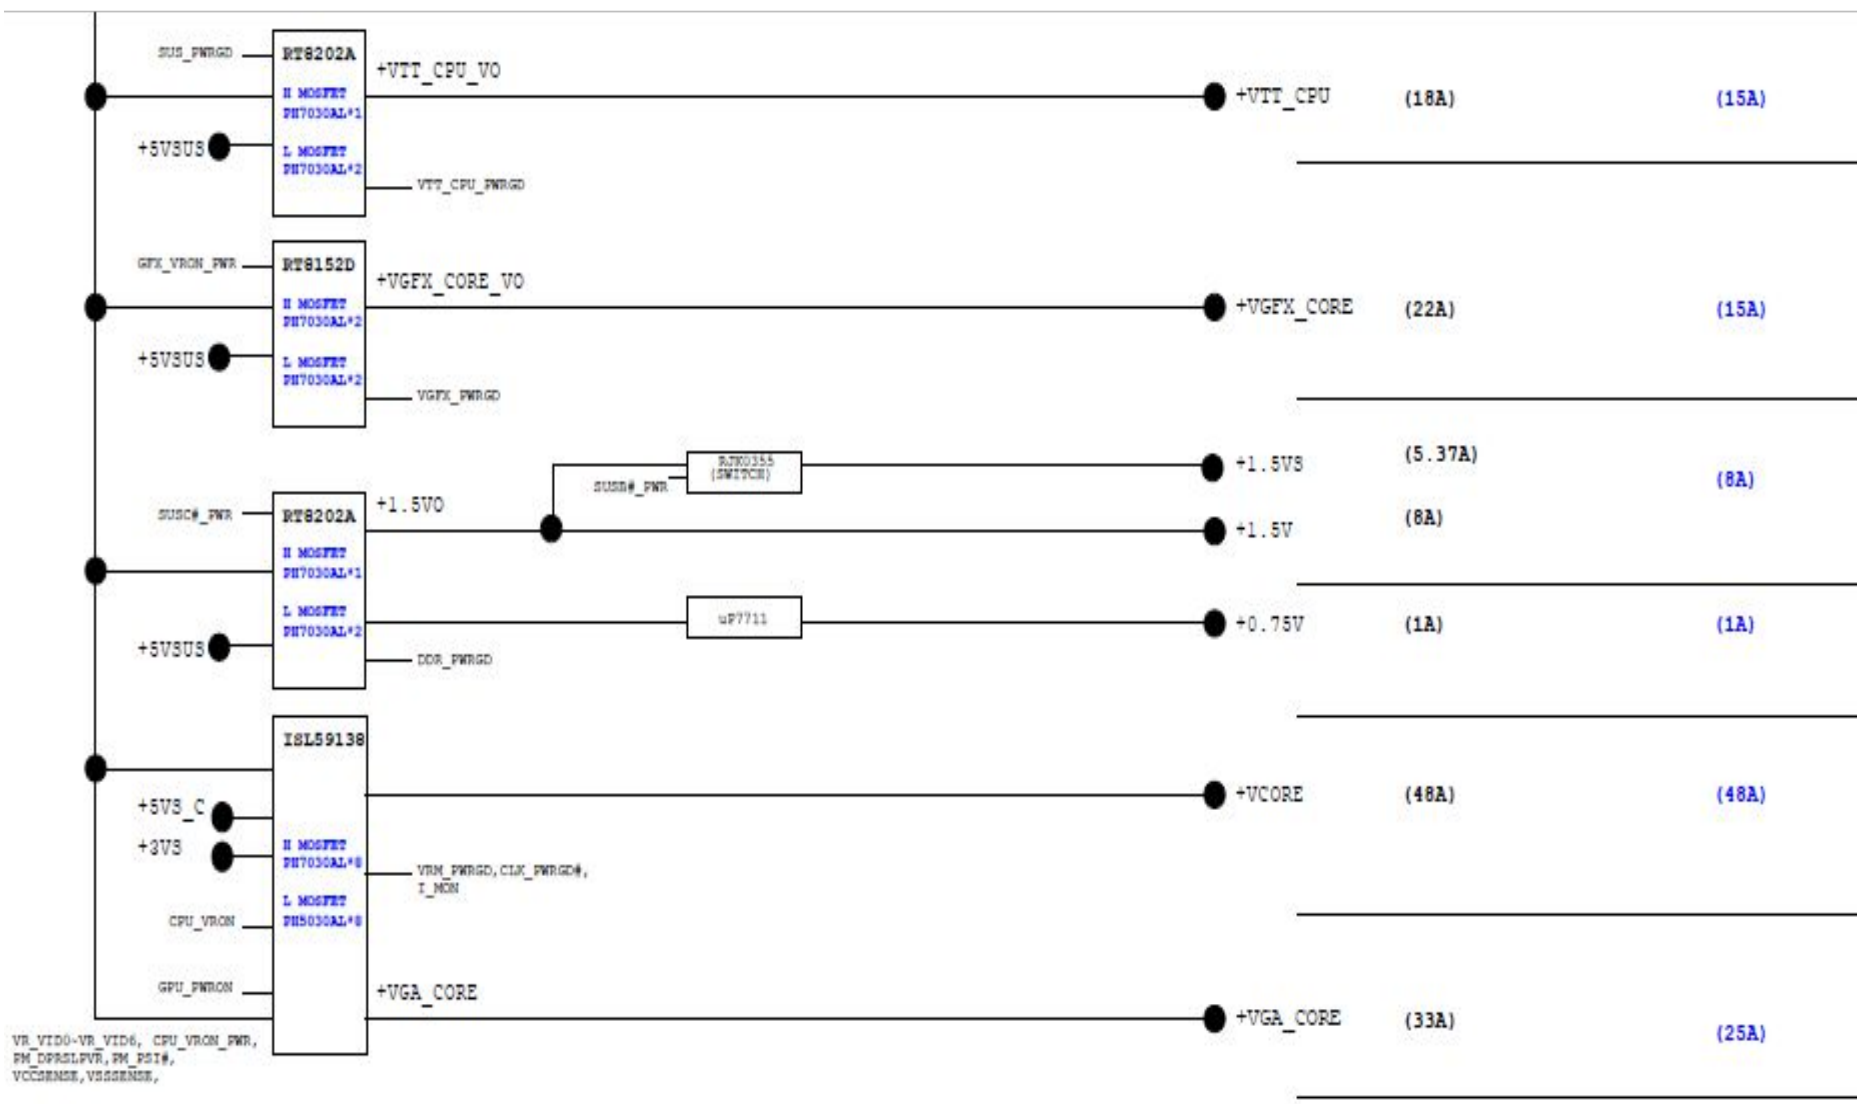 SUS_PWRGD
RT8202A
+VTT_CPU_VO
H MOSFET
PH7030AL*1
+VTT_CPU
(18A)
(15A)
+5VSUS
L MOSFET
PH7030AL*2
VTT_CPU_PWRGD
GFX_VRON_PWR
RT8152D
+VGFX_CORE_VO
H MOSFET
PH7030AL*2
+VGFX_CORE
(22A)
(15A)
+5VSUS
L MOSFET
PH7030AL*2
VGFX_PWRGD
RJK0355
(SWITCH)
+1.5VS
(5.37A)
(8A)
SUSB#_PWR
SUSC#_PWR
RT8202A
+1.5VO
+1.5V
(8A)
H MOSFET
PH7030AL*1
L MOSFET
PH7030AL*2
uP7711
+0.75V
(1A)
(1A)
+5VSUS
DDR_PWRGD
ISL59138
+VCORE
(48A)
(48A)
+5VS_C
+3VS
H MOSFET
PH7030AL*8
VRM_PWRGD,CLK_PWRGD#,
I_MON
L MOSFET
PH5030AL*8
CPU_VRON
GPU_PWRON
+VGA_CORE
+VGA_CORE
(33A)
(25A)
VR_VID0~VR_VID6, CPU_VRON_PWR,
PM_DPRSLPVR,PM_PSI#,
VCCSENSE,VSSSENSE,